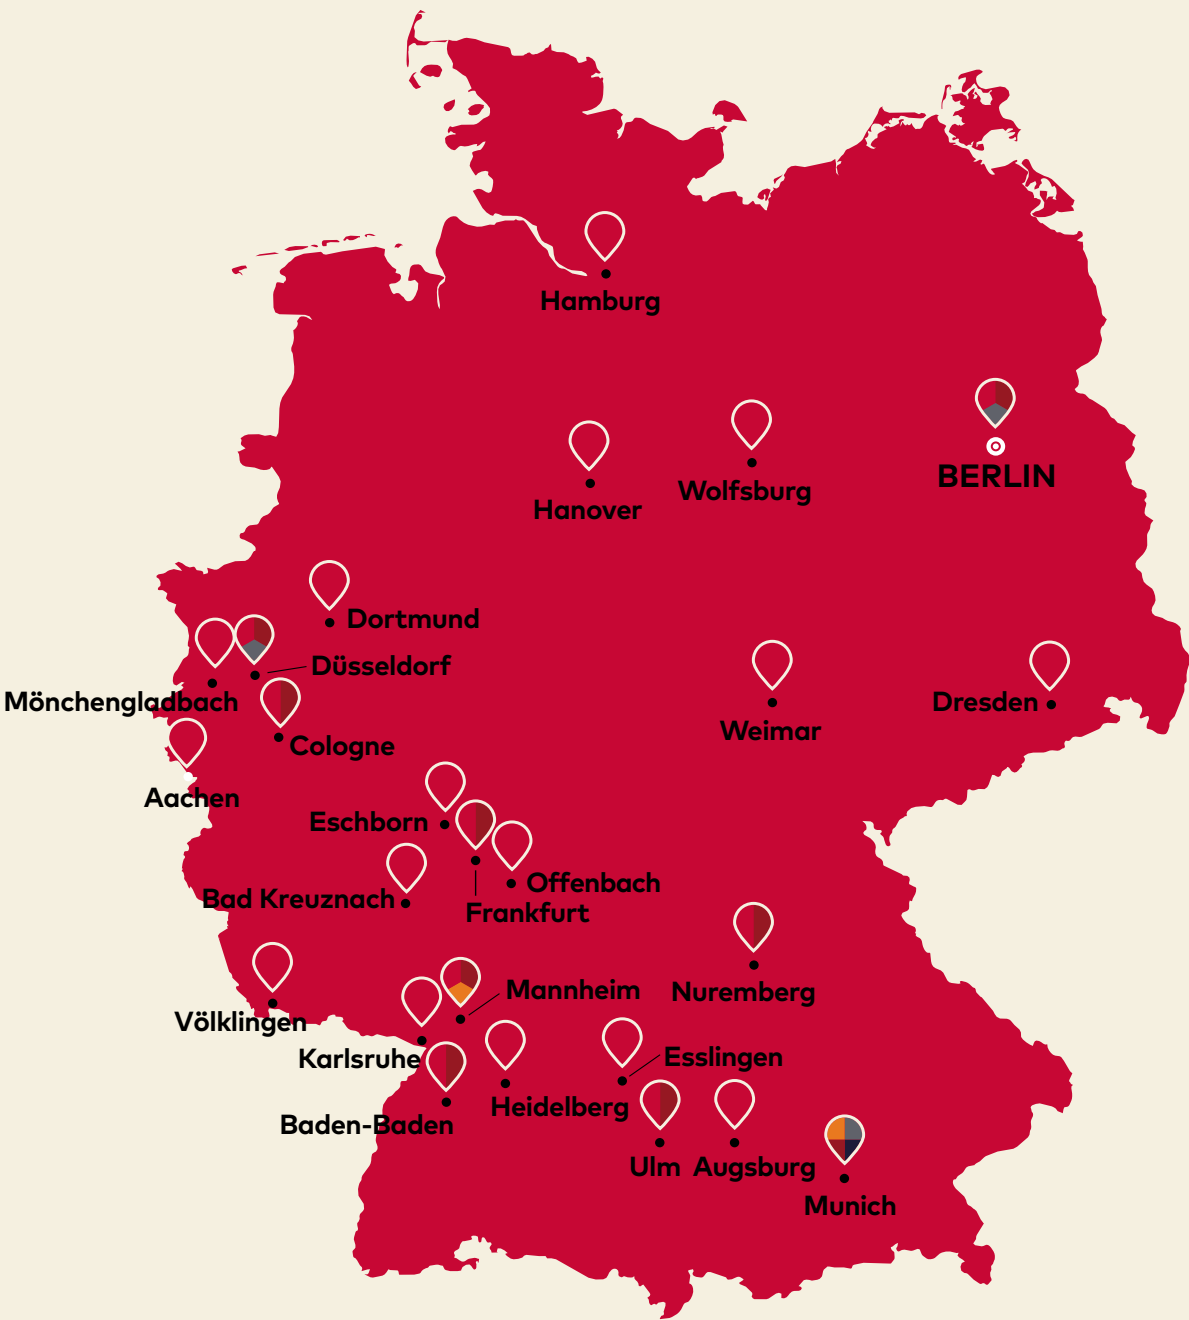 Hamburg
Wolfsburg
BERLIN
Hanover
Dortmund
Düsseldorf
Mönchengladbach
Cologne
Weimar
Dresden
Aachen
Eschborn
Offenbach
Bad Kreuznach
Frankfurt
Mannheim
Nuremberg
Völklingen
Karlsruhe
Esslingen
Heidelberg
Baden-Baden
Ulm
Augsburg
Munich